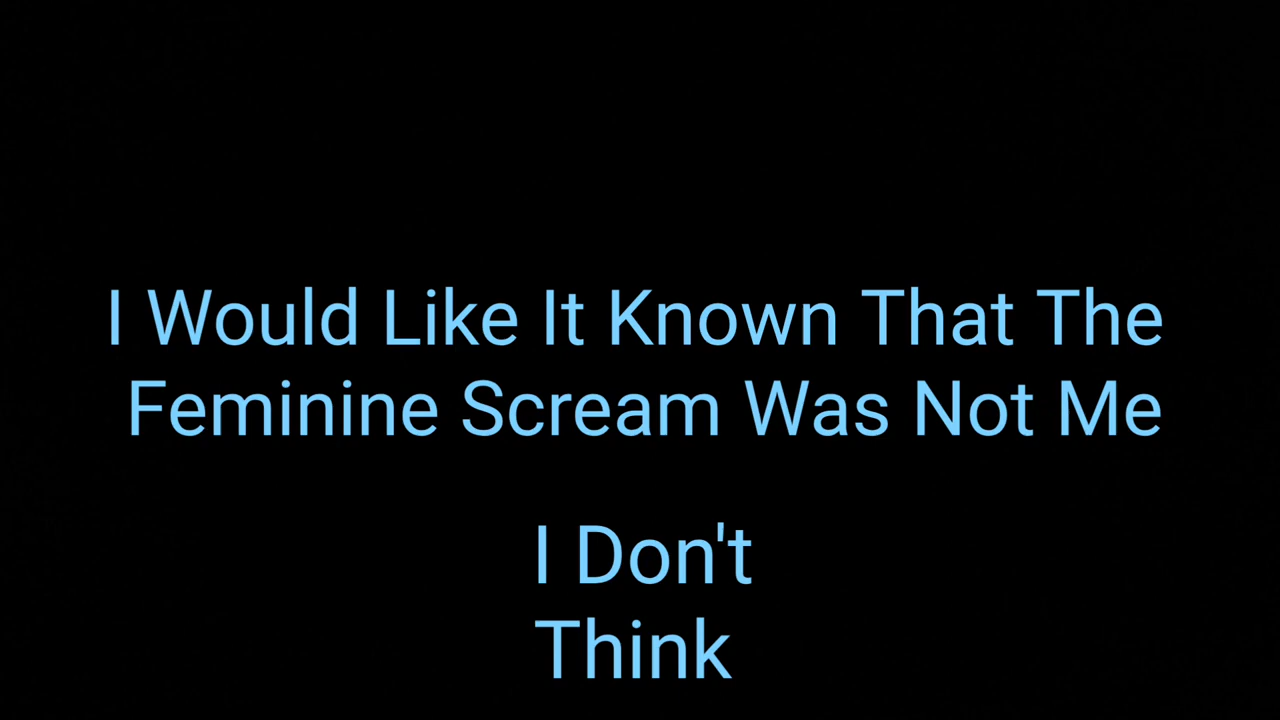 I Would Like It Known That The
Feminine Scream Was Not Me
I Don't
Think